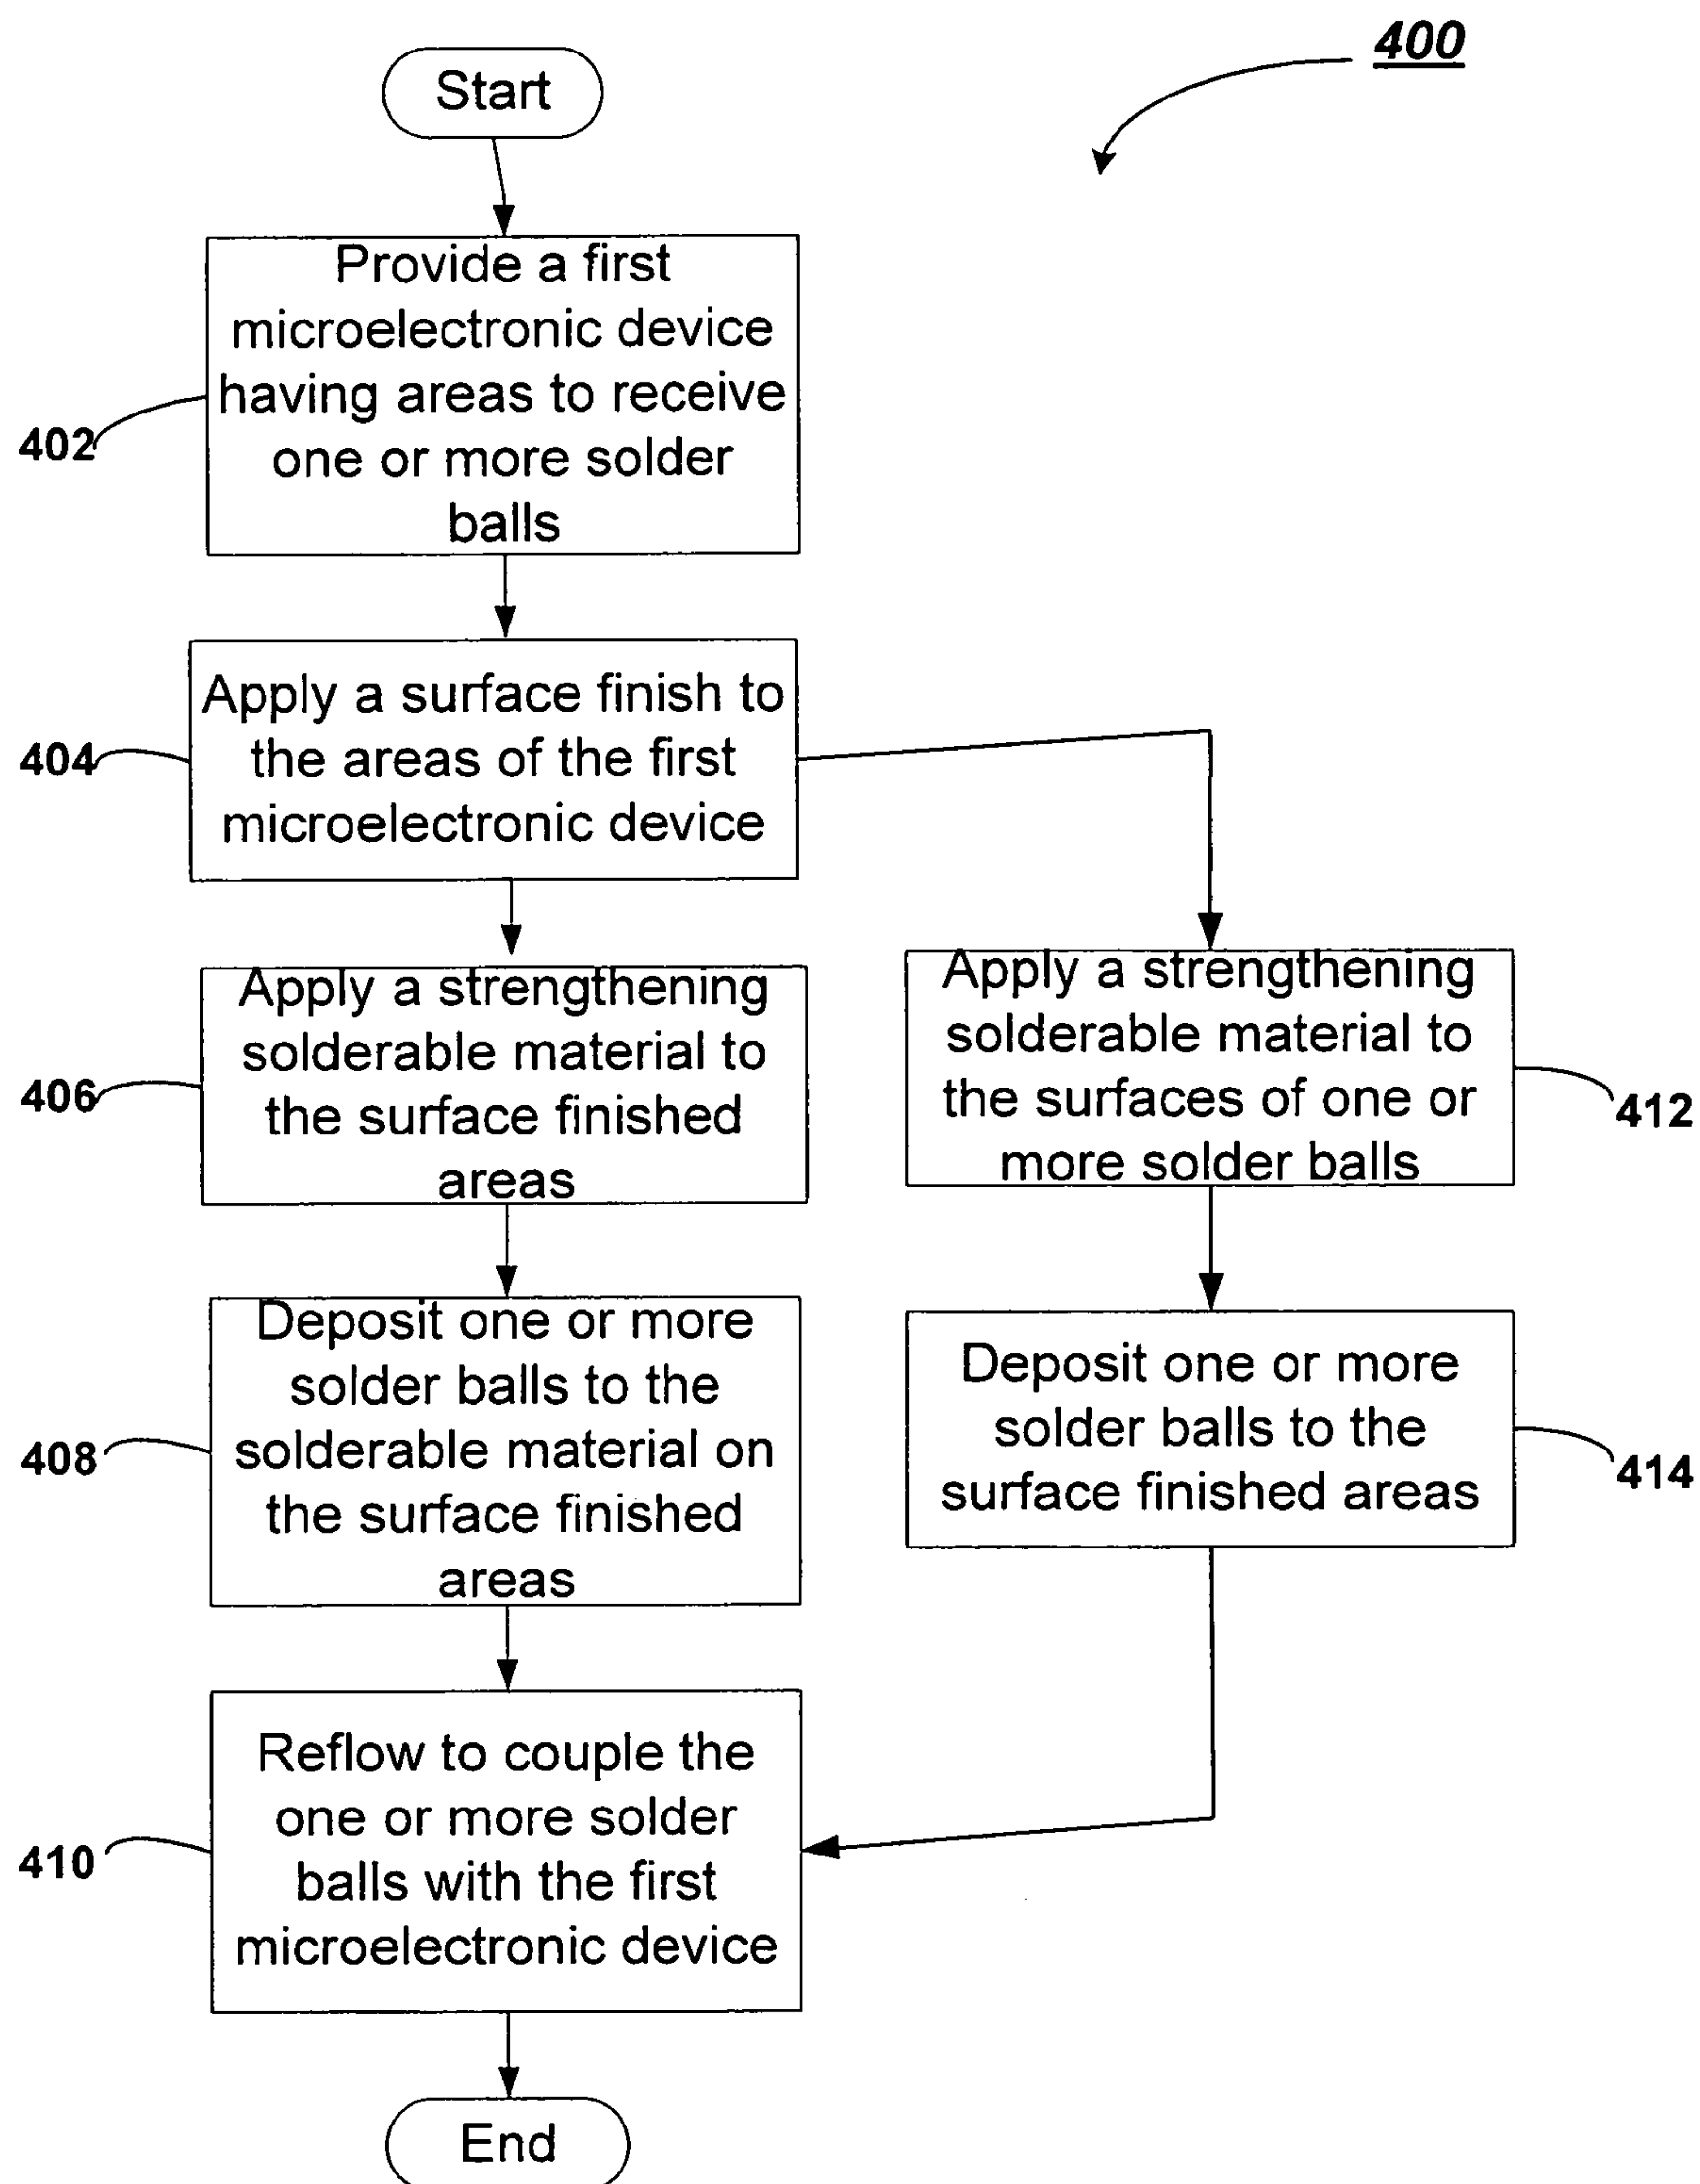 400
Start
Provide a first
microelectronic device
having areas to receive
one or more solder
balls
402
Apply a surface finish to
the areas of the first
microelectronic device
404
Apply a strengthening
solderable material to
the surface finished
areas
406
Apply a strengthening
solderable material to
the surfaces of one or
more solder balls
412
Deposit one or more
solder balls to the
solderable material on
the surface finished
areas
408
Deposit one or more
solder balls to the
surface finished areas
414
Reflow to couple the
one or more solder
balls with the first
microelectronic device
410
End